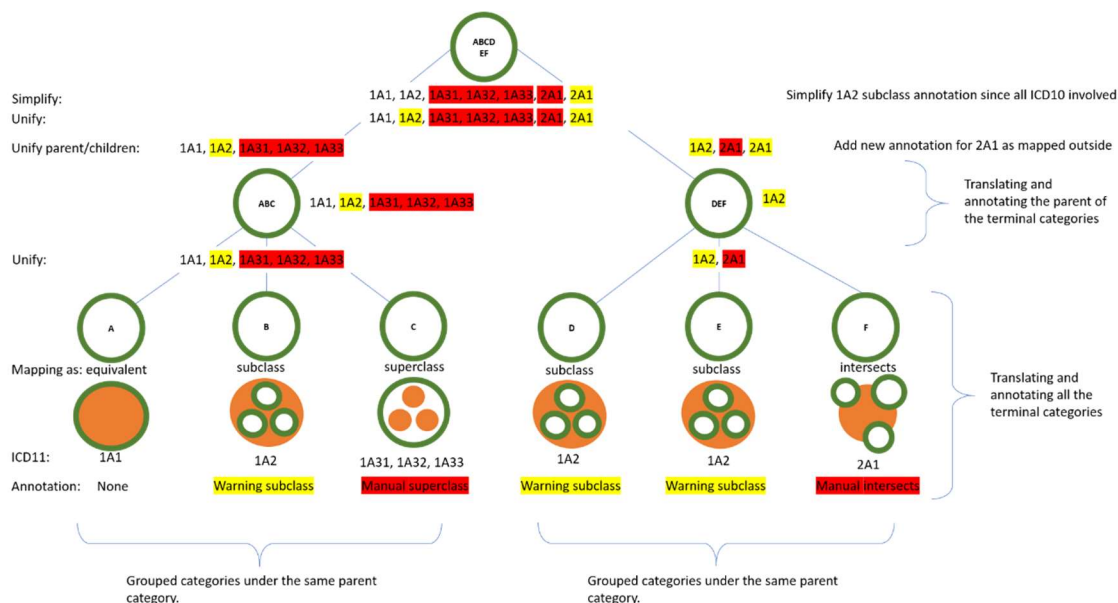 ABCD
EF
Simplify: 1A1, 1A2, 1A31, 1A32, 1A33, 2A1, 2A1 Simplify 1A2 subclass annotation since all ICD10 involved
Unify: 1A1, 1A2, 1A31, 1A32, 1A33, 2A1, 2A1
Unify parent/children: 1A1, 1A2, 1A31, 1A32, 1A33 1A2, 2A1, 2A1 Add new annotation for 2A1 as mapped outside
ABC 1A1, 1A2, 1A31, 1A32, 1A33 DEF 1A2
Translating and
annotating the parent of
the terminal categories
Unify: 1A1, 1A2, 1A31, 1A32, 1A33 1A2, 2A1
A B C D E F
Mapping as: equivalent subclass superclass subclass subclass intersects
Translating and
annotating all the
terminal categories
ICD11: 1A1 1A2 1A31, 1A32, 1A33 1A2 1A2 2A1
Annotation: None Warning subclass Manual superclass Warning subclass Warning subclass Manual intersects
Grouped categories under the same parent
category.
Grouped categories under the same parent
category.